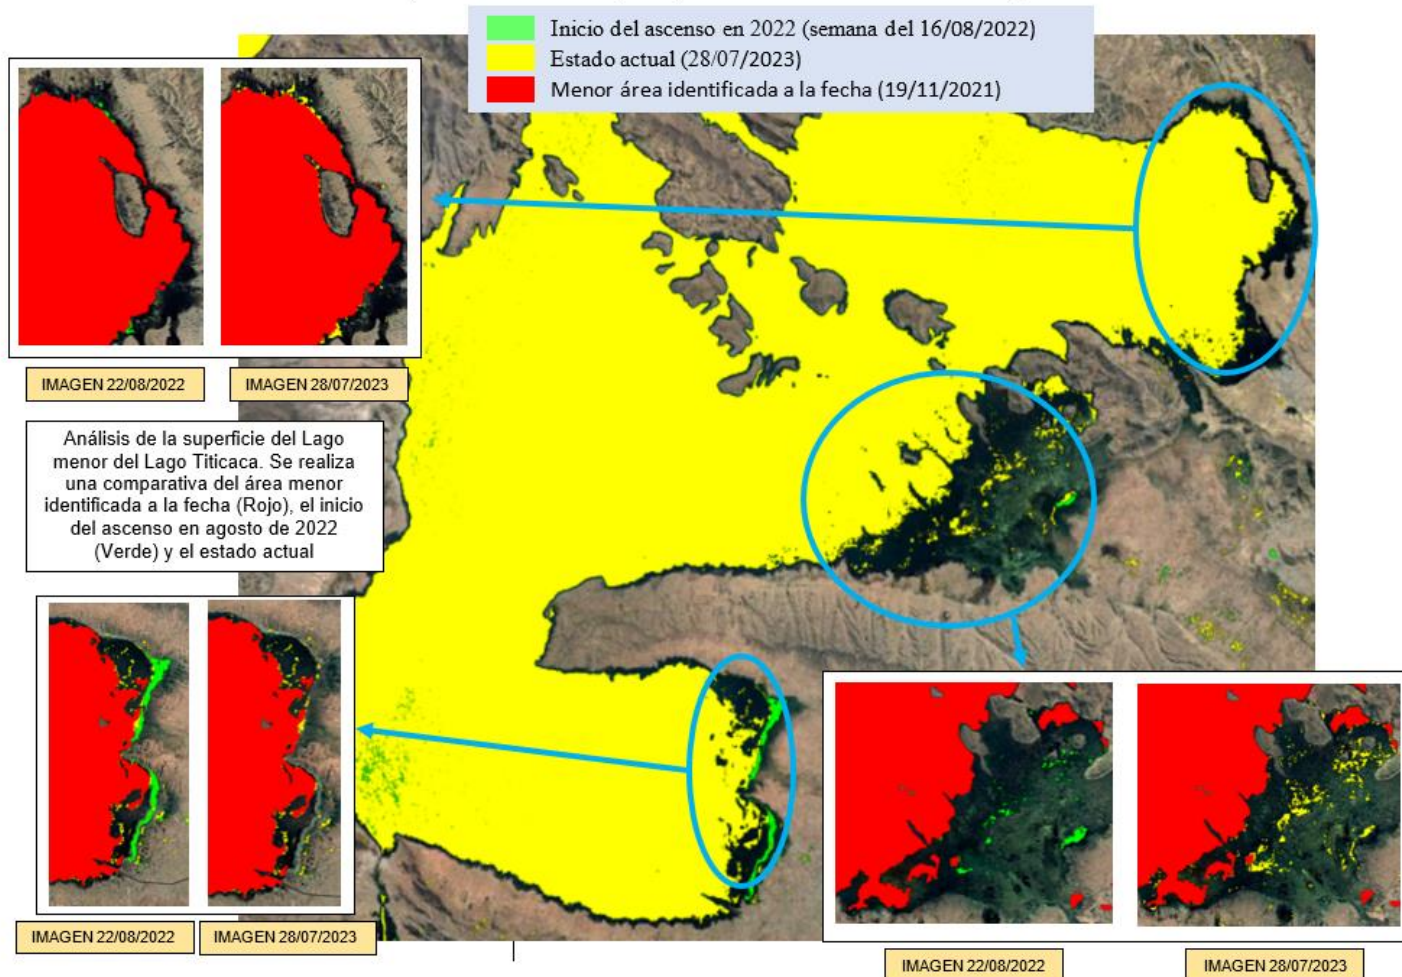 Inicio del ascenso en 2022 (semana del 16/08/2022)
Estado actual (28/07/2023)
Menor área identificada a la fecha (19/11/2021)
IMAGEN 22/08/2022
IMAGEN 28/07/2023
Análisis de la superficie del Lago
menor del Lago Titicaca. Se realiza
una comparativa del área menor
identificada a la fecha (Rojo), el inicio
del ascenso en agosto de 2022
(Verde) y el estado actual
IMAGEN 22/08/2022
IMAGEN 28/07/2023
IMAGEN 22/08/2022
IMAGEN 28/07/2023